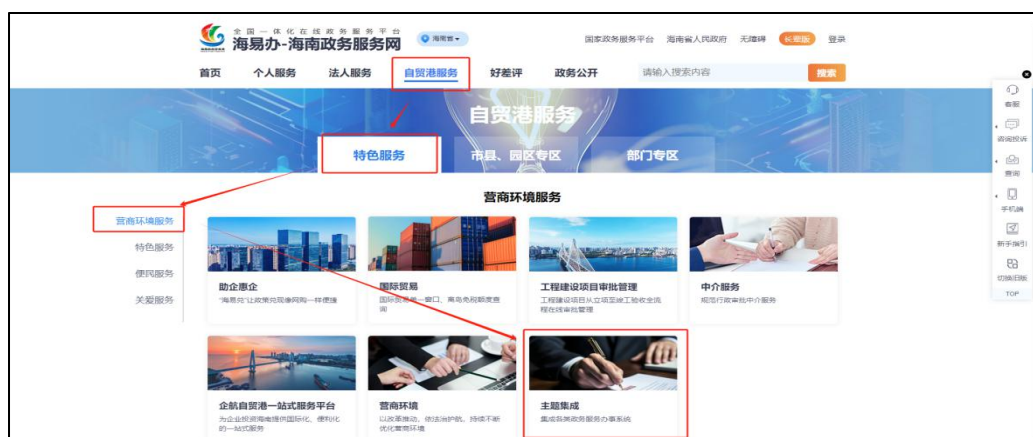 全国一体化在线政务服务平台
海易办-海南政务服务网
海南省
国家政务服务平台 海南省人民政府 无障碍 长辈版 登录
首页 个人服务 法人服务 自贸港服务 好差评 政务公开 请输入搜索内容 搜索
自贸港服务
特色服务 市县、园区专区 部门专区
营商环境服务
营商环境服务
特色服务
便民服务
关爱服务
助企惠企
“海易兑”让政策兑现像网购一样便捷
国际贸易
国际贸易单一窗口、离岛免税额度查
询
工程建设项目审批管理
工程建设项目从立项至竣工验收全流
程在线审批管理
中介服务
规范行政审批中介服务
企航自贸港一站式服务平台
为企业投资海南提供国际化、便利化
的一站式服务
营商环境
以改革推动、依法治护航，持续不断
优化营商环境
主题集成
集成各类政务服务办事系统
客服
咨询投诉
查询
手机端
新手指引
切换旧版
TOP